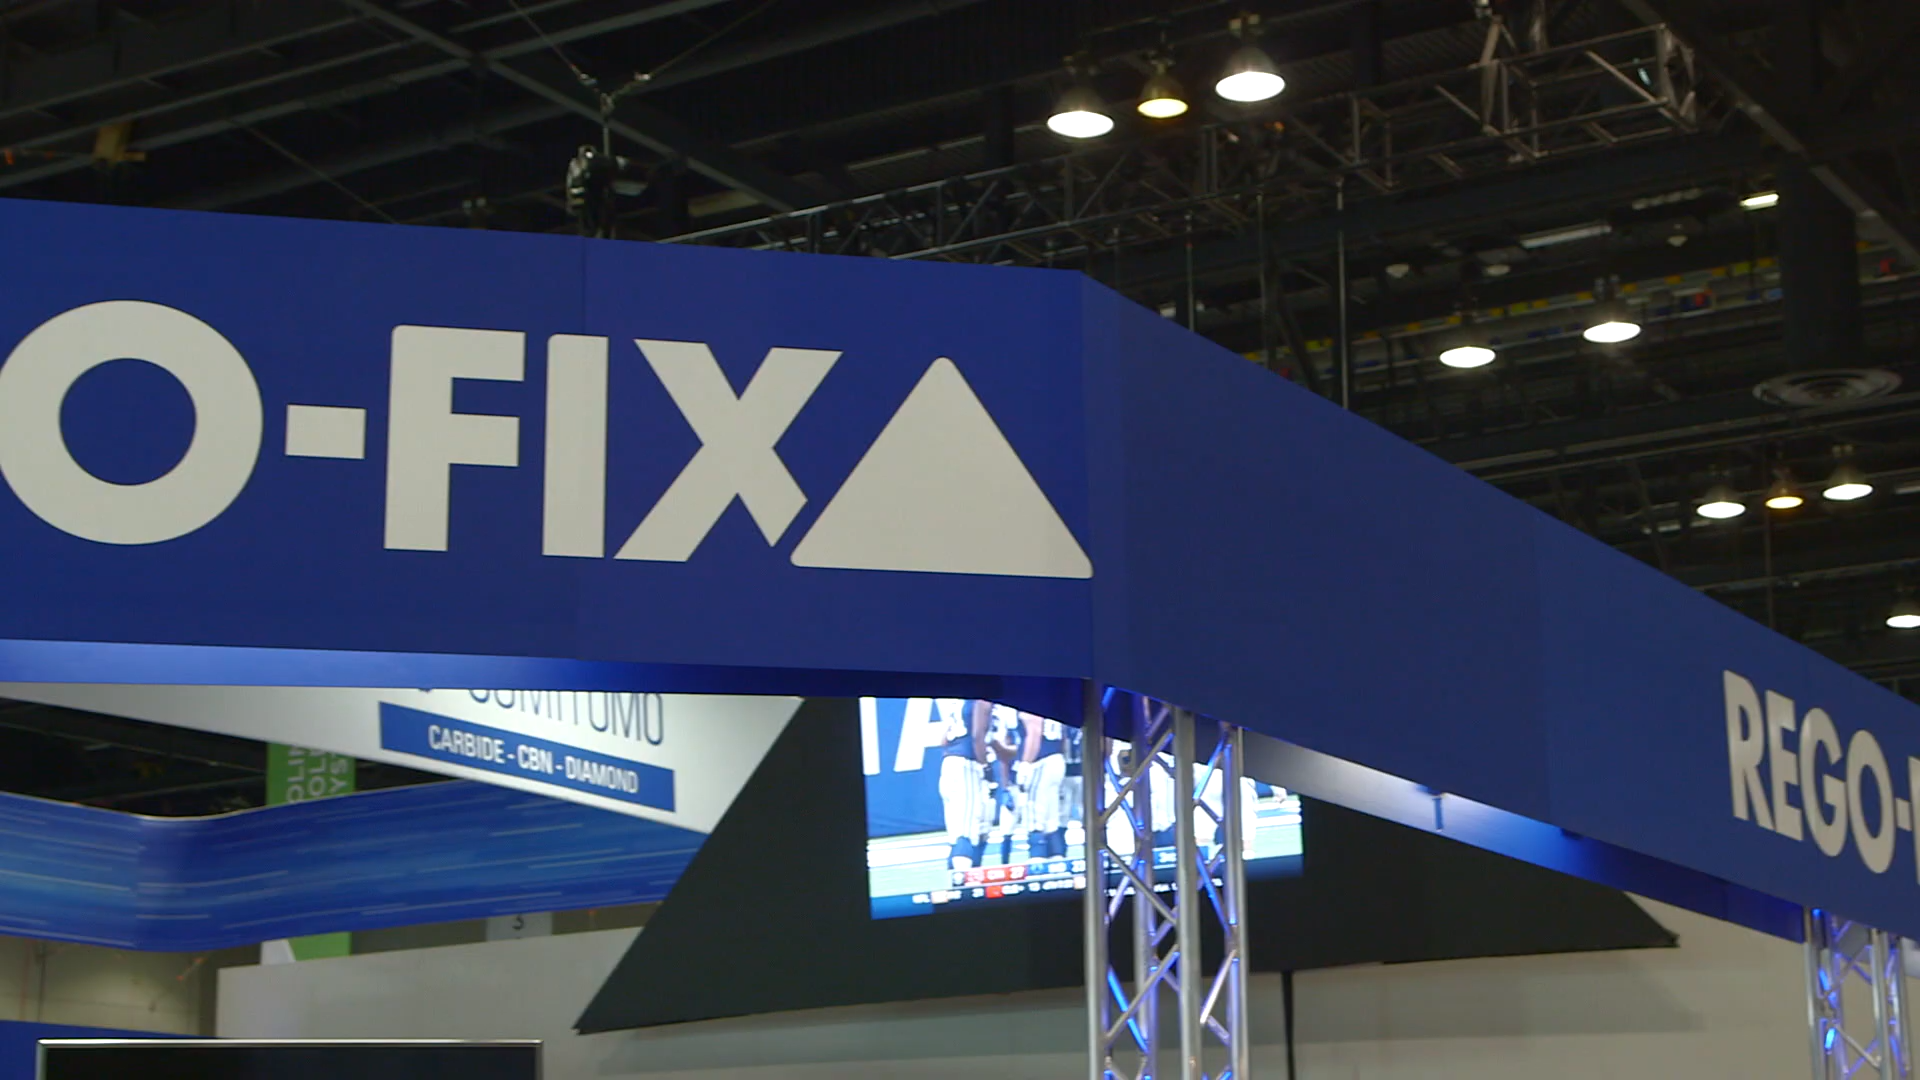 O-FIX
REGO-
SUMITOMO
CARBIDE - CBN - DIAMOND